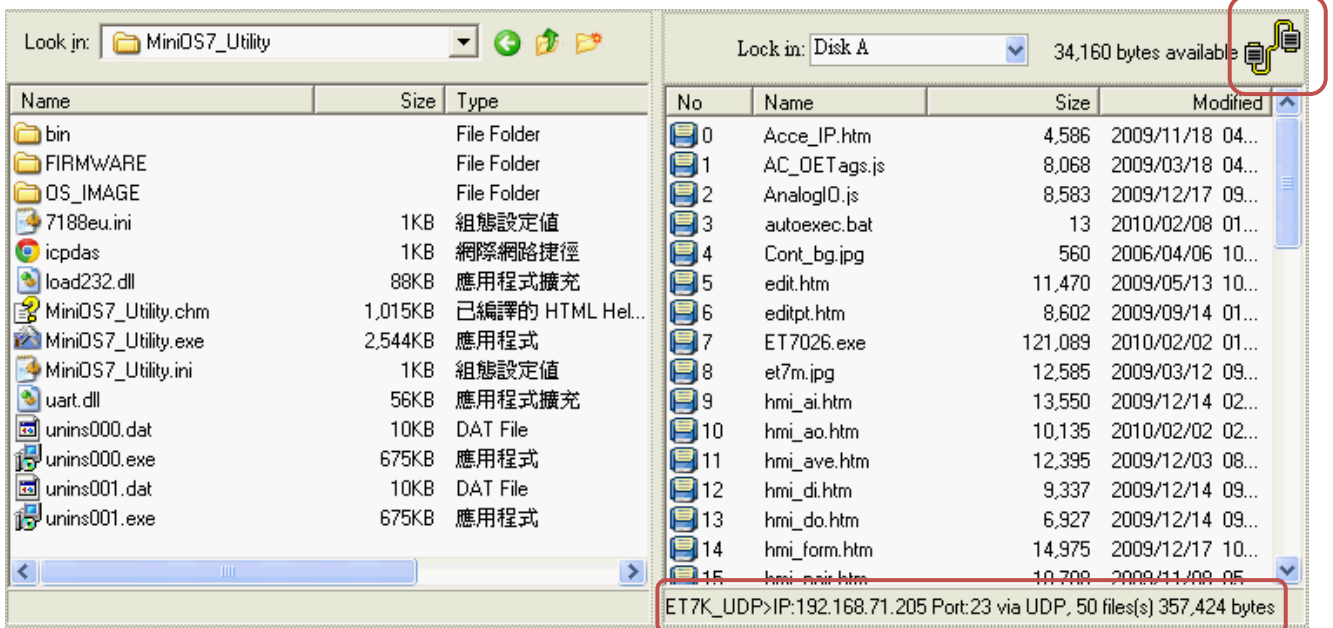 Look in: MiniOS7_Utility
Name Size Type
bin File Folder
FIRMWARE File Folder
OS_IMAGE File Folder
7188eu.ini 1KB 組態設定値
icpdas 1KB 網際網路捷徑
load232.dll 88KB 應用程式擴充
MiniOS7_Utility.chm 1,015KB 已編譯的 HTML Hel...
MiniOS7_Utility.exe 2,544KB 應用程式
MiniOS7_Utility.ini 1KB 組態設定値
uart.dll 56KB 應用程式擴充
unins000.dat 10KB DAT File
unins000.exe 675KB 應用程式
unins001.dat 10KB DAT File
unins001.exe 675KB 應用程式
Lock in: Disk A 34,160 bytes available
No Name Size Modified
0 Acce_IP.htm 4,586 2009/11/18 04...
1 AC_OETags.js 8,068 2009/03/18 04...
2 AnalogIO.js 8,583 2009/12/17 09...
3 autoexec.bat 13 2010/02/08 01...
4 Cont_bg.jpg 560 2006/04/06 10...
5 edit.htm 11,470 2009/05/13 10...
6 editpt.htm 8,602 2009/09/14 01...
7 ET7026.exe 121,089 2010/02/02 01...
8 et7m.jpg 12,585 2009/03/12 09...
9 hmi_ai.htm 13,550 2009/12/14 02...
10 hmi_ao.htm 10,135 2010/02/02 02...
11 hmi_ave.htm 12,395 2009/12/03 08...
12 hmi_di.htm 9,337 2009/12/14 09...
13 hmi_do.htm 6,927 2009/12/14 09...
14 hmi_form.htm 14,975 2009/12/17 10...
15
ET7K_UDP>IP:192.168.71.205 Port:23 via UDP, 50 files(s) 357,424 bytes